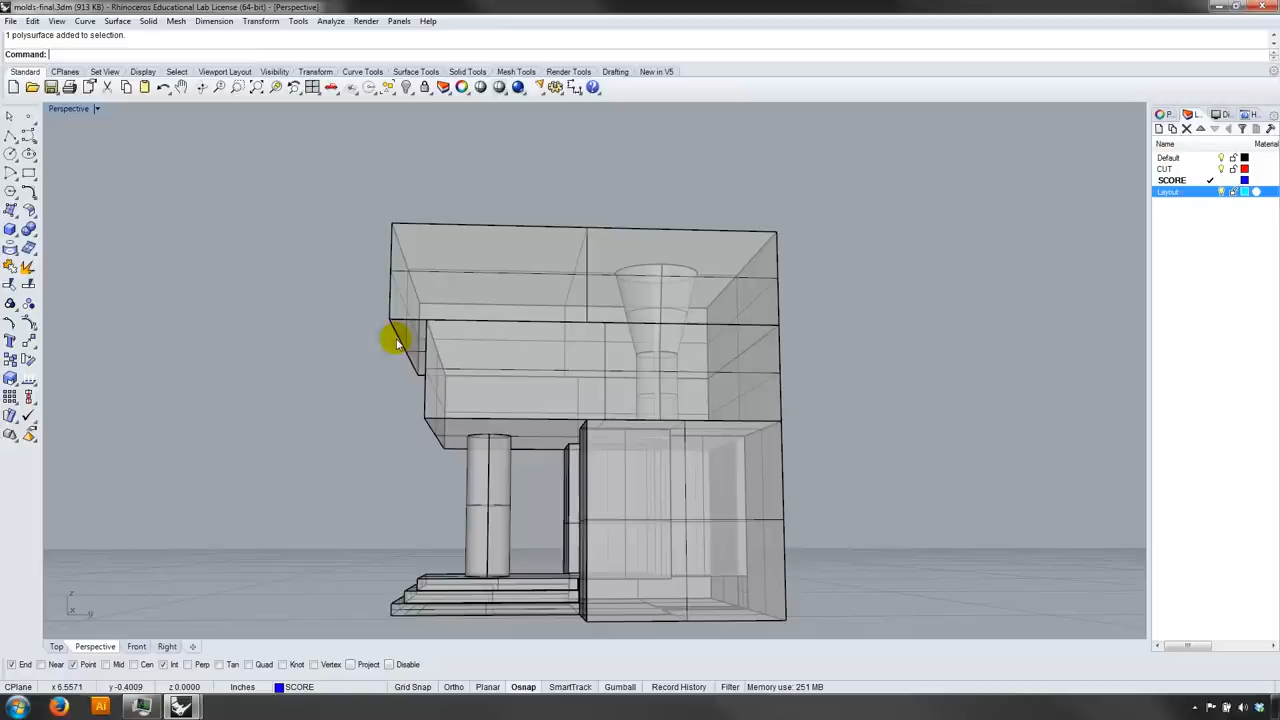 molds-final.3dm (913 KB) - Rhinoceros Educational Lab License (64-bit) - [Perspective]
File Edit View Curve Surface Solid Mesh Dimension Transform Tools Analyze Render Panels Help
1 polysurface added to selection.
Command:
Standard CPlanes Set View Display Select Viewport Layout Visibility Transform Curve Tools Surface Tools Solid Tools Mesh Tools Render Tools Drafting New in V5
Perspective
P... L... Di... H...
Name Material
Default
CUT
SCORE
Layout
z
x y
Top Perspective Front Right
End Near Point Mid Cen Int Perp Tan Quad Knot Vertex Project Disable
CPlane x 6.5571 y -0.4009 z 0.0000 Inches SCORE Grid Snap Ortho Planar Osnap SmartTrack Gumball Record History Filter Memory use: 251 MB
Ai